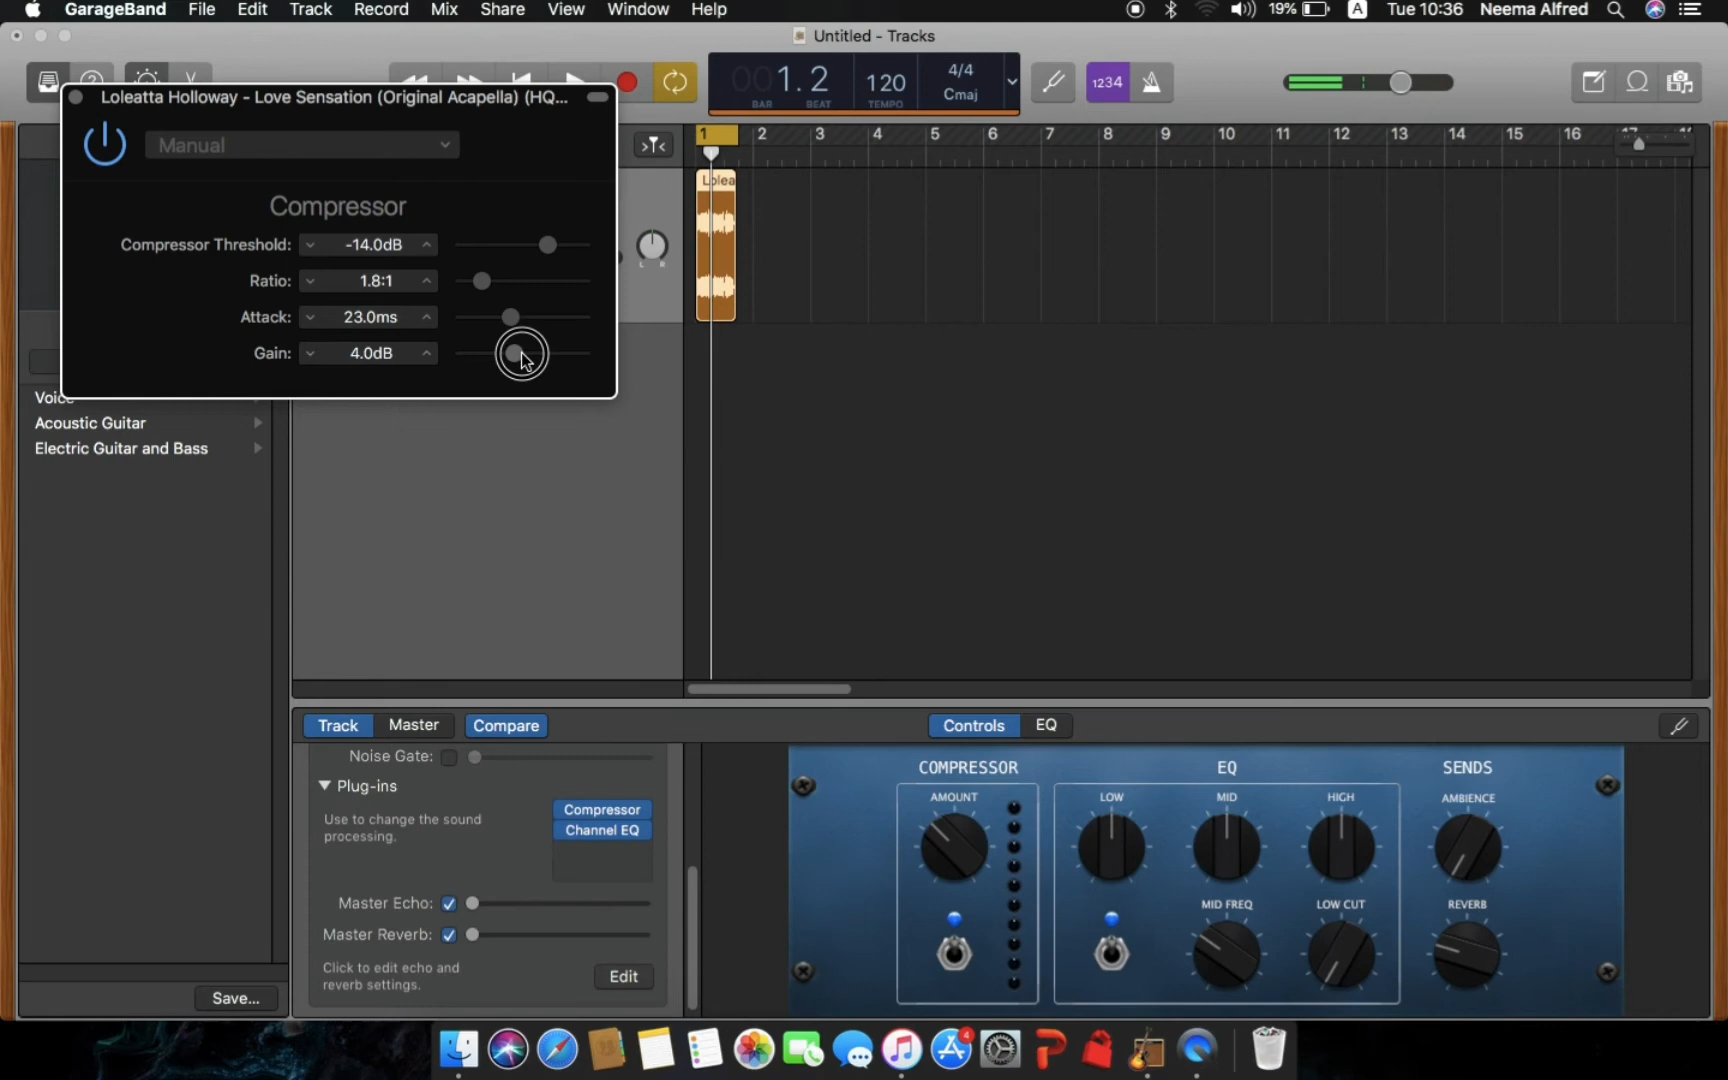 GarageBand File Edit Track Record Mix Share View Window Help 19% A Tue 10:36 Neema Alfred
Untitled - Tracks
001.2 120 4/4 Cmaj 1234
BAR BEAT TEMPO
Loleatta Holloway - Love Sensation (Original Acapella) (HQ...
1 2 3 4 5 6 7 8 9 10 11 12 13 14 15 16
Manual
Lolea
Compressor
Compressor Threshold: -14.0dB
Ratio: 1.8:1
L R
Attack: 23.0ms
Gain: 4.0dB
Voice
Acoustic Guitar
Electric Guitar and Bass
Track Master Compare Controls EQ
Noise Gate:
Plug-ins
Use to change the sound
processing.
Compressor
Channel EQ
Master Echo:
Master Reverb:
Click to edit echo and
reverb settings.
Edit
Save...
COMPRESSOR EQ SENDS
AMOUNT LOW MID HIGH AMBIENCE
MID FREQ LOW CUT REVERB
4